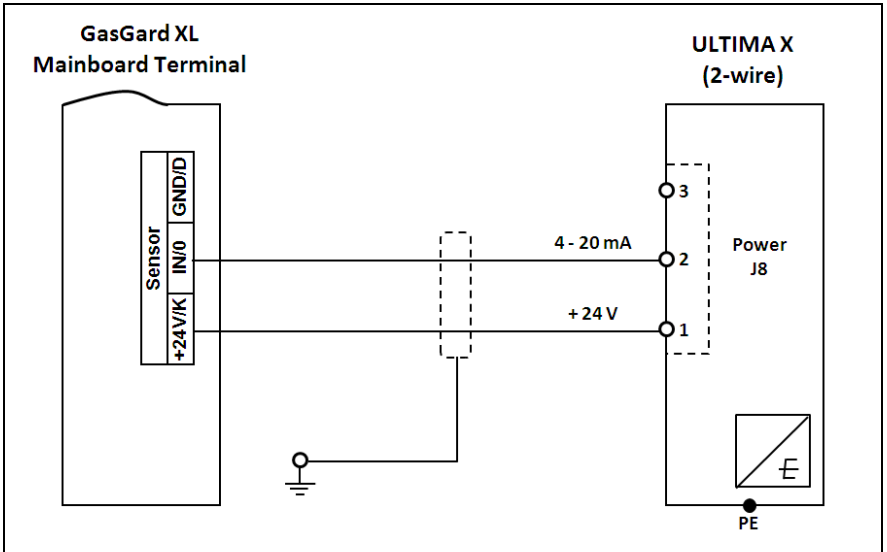 GasGard XL
Mainboard Terminal
ULTIMA X
(2-wire)
Sensor
GND/D
IN/0
+24V/K
4 - 20 mA
+ 24 V
3
2
1
Power
J8
E
PE